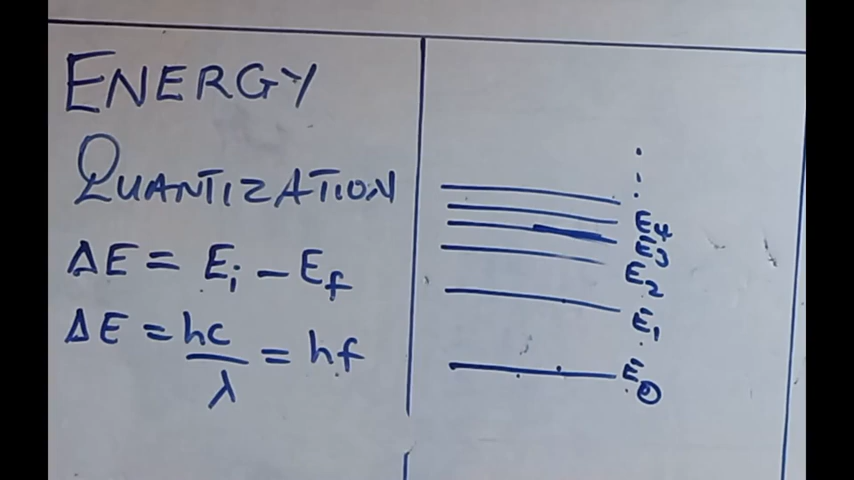 ENERGY
QUANTIZATION
ΔE = Ei - Ef
ΔE = hc/λ = hf
E4
E3
E2
E1
E0